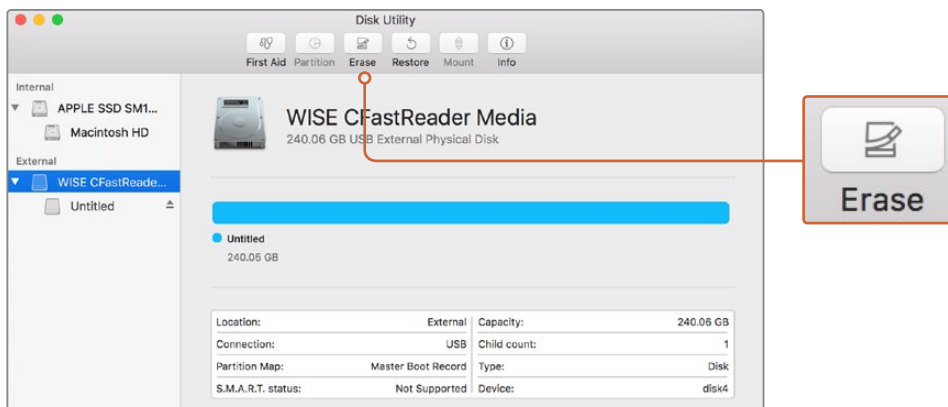 Disk Utility
First Aid Partition Erase Restore Mount Info
Internal
APPLE SSD SM1...
Macintosh HD
External
WISE CFastReade...
Untitled
WISE CFastReader Media
240.06 GB USB External Physical Disk
Untitled
240.05 GB
Location: External Capacity: 240.06 GB
Connection: USB Child count: 1
Partition Map: Master Boot Record Type: Disk
S.M.A.R.T. status: Not Supported Device: disk4
Erase